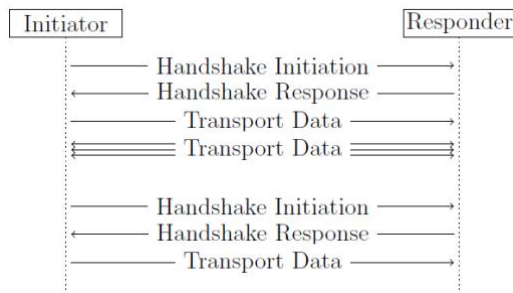 Initiator Responder
Handshake Initiation
Handshake Response
Transport Data
Transport Data
Handshake Initiation
Handshake Response
Transport Data